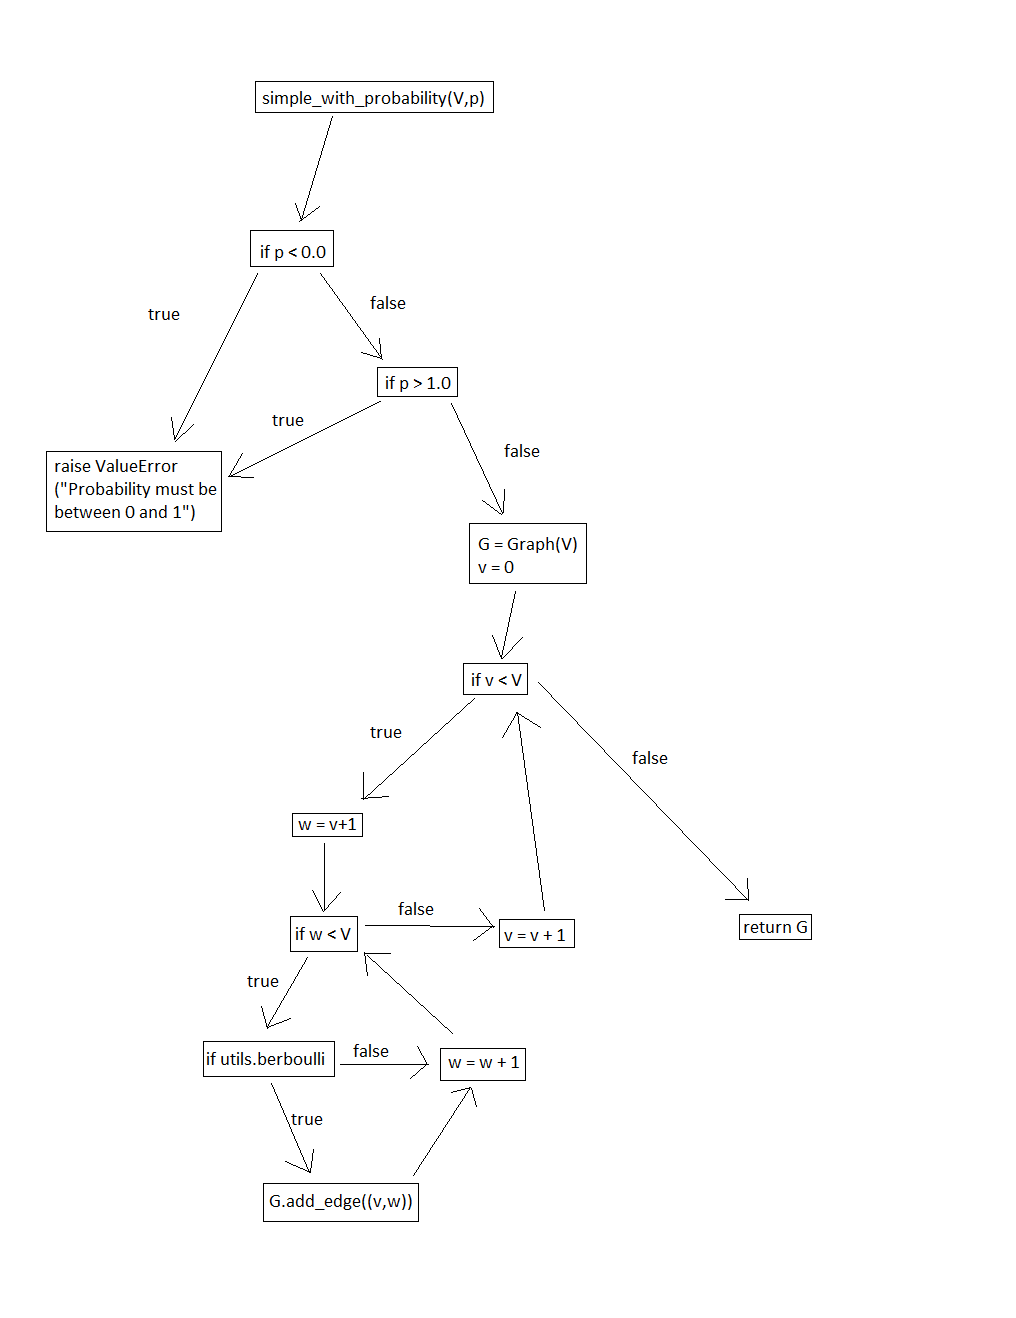 simple_with_probability(V,p)
if p < 0.0
true
false
if p > 1.0
true
false
raise ValueError
("Probability must be
between 0 and 1")
G = Graph(V)
v = 0
if v < V
true
false
w = v+1
if w < V
false
v = v + 1
return G
true
if utils.berboulli
false
w = w + 1
true
G.add_edge((v,w))